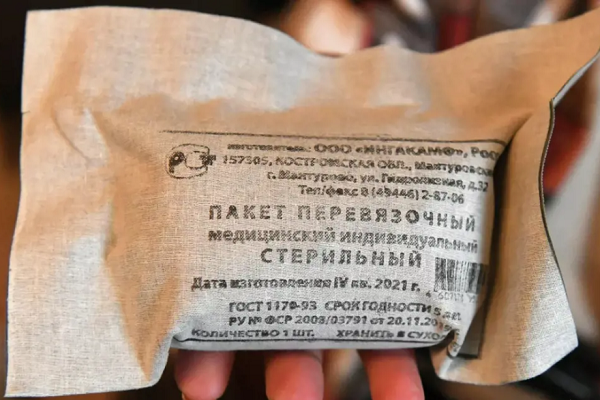 изготовитель: ООО «ИНГАКАМФ», РОС
157305, КОСТРОМСКАЯ ОБЛ., Мантуровс
г. Мантурово, ул. Гидролизная, д.32
Тел/факс 8 (49446) 2-87-06
ПАКЕТ ПЕРЕВЯЗОЧНЫЙ
медицинский индивидуальный
СТЕРИЛЬНЫЙ
Дата изготовления IV кв. 2021 г.
ГОСТ 1179-93 СРОК ГОДНОСТИ 5
РУ № ФСР 2008/03791 от 20.11.20
КОЛИЧЕСТВО 1 ШТ. ХРАНИТЬ В СУХО